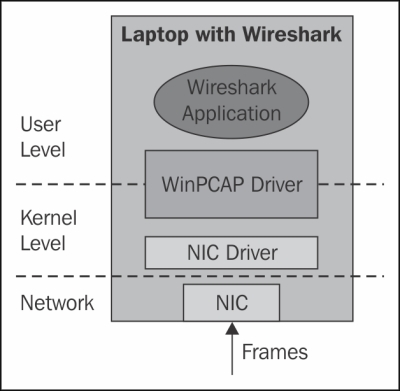 Laptop with Wireshark
Wireshark
Application
User
Level
WinPCAP Driver
Kernel
Level
NIC Driver
Network
NIC
Frames